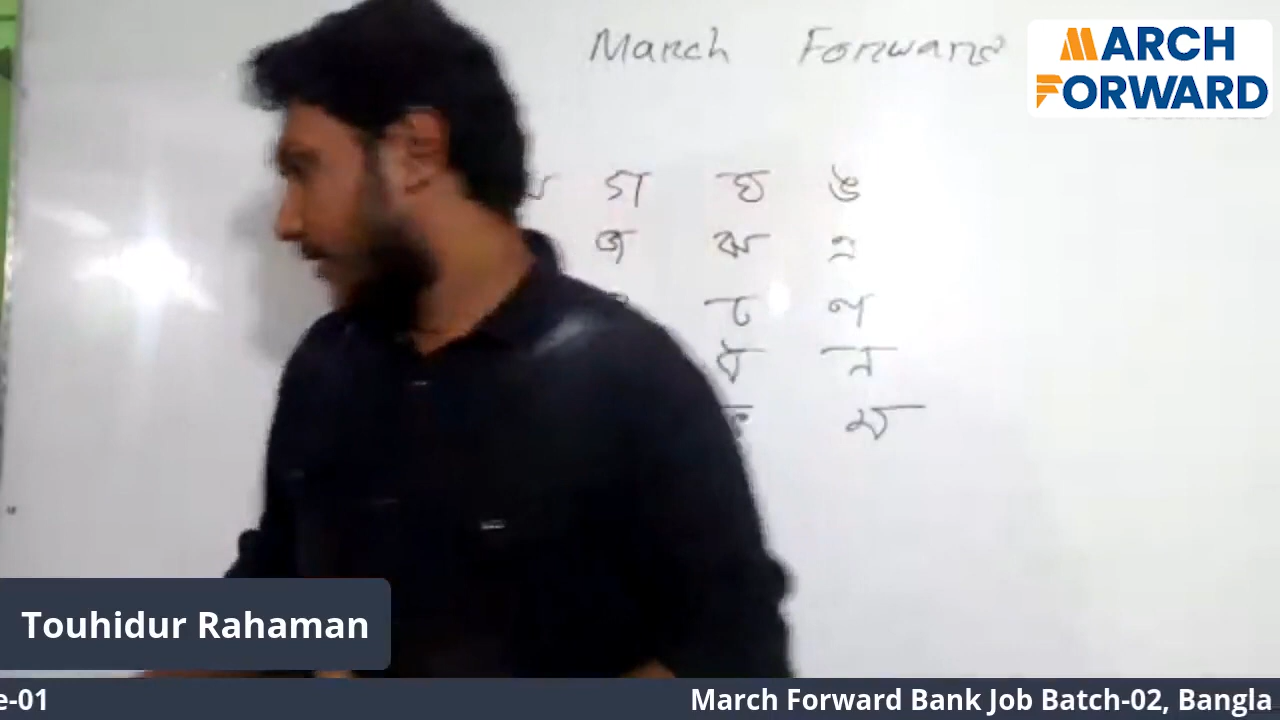 March Forward
MARCH
FORWARD
গ ঘ ঙ
জ ঝ ঞ
ঢ ণ
ধ ন
ম
Touhidur Rahaman
e-01 March Forward Bank Job Batch-02, Bangla